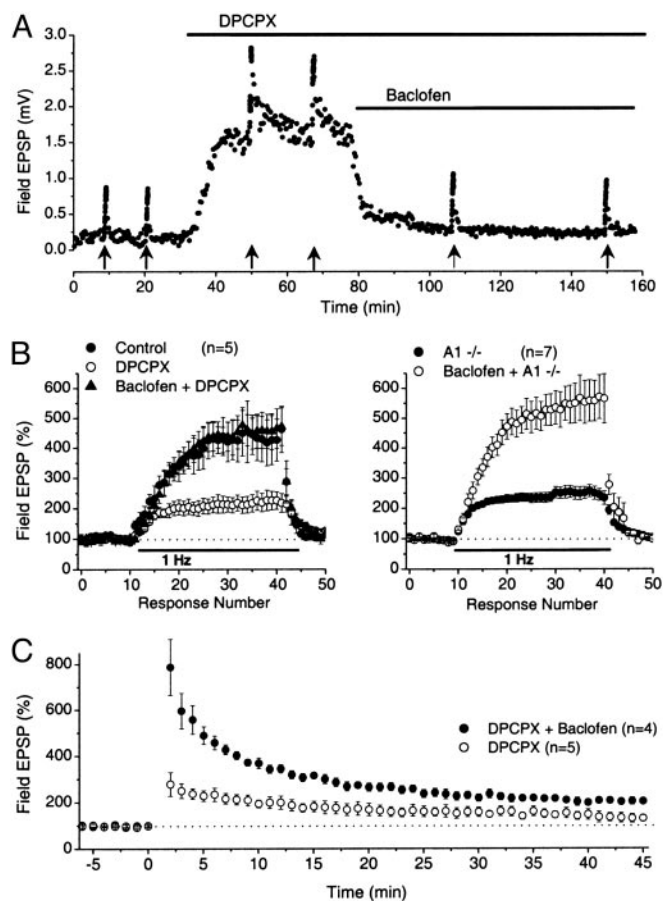 A
DPCPX
Baclofen
Field EPSP (mV)
3.0
2.5
2.0
1.5
1.0
0.5
0.0
0 20 40 60 80 100 120 140 160
Time (min)
B
Control (n=5)
DPCPX
Baclofen + DPCPX
Field EPSP (%)
600
500
400
300
200
100
0
1 Hz
0 10 20 30 40 50
Response Number
A1 -/- (n=7)
Baclofen + A1 -/-
Field EPSP (%)
600
500
400
300
200
100
0
1 Hz
0 10 20 30 40 50
Response Number
C
Field EPSP (%)
800
600
400
200
0
DPCPX + Baclofen (n=4)
DPCPX (n=5)
-5 0 5 10 15 20 25 30 35 40 45
Time (min)